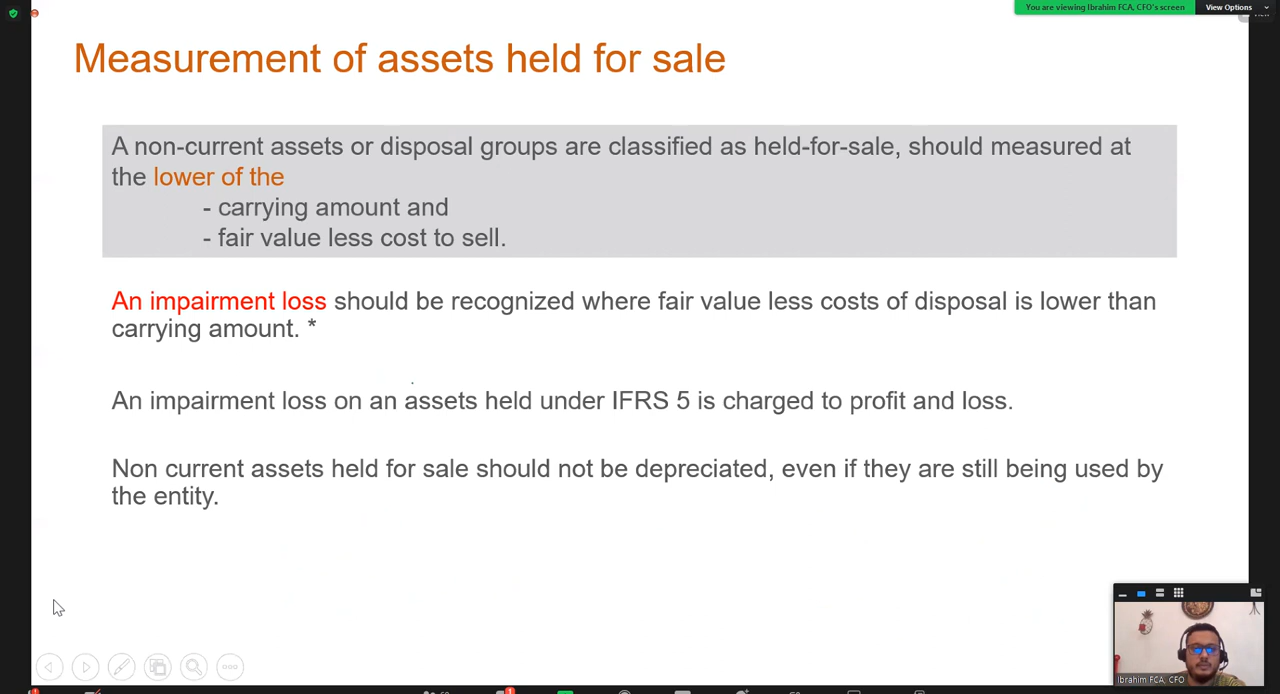 You are viewing Ibrahim FCA, CFO's screen
View Options
View
Measurement of assets held for sale
A non-current assets or disposal groups are classified as held-for-sale, should measured at
the lower of the
- carrying amount and
- fair value less cost to sell.
An impairment loss should be recognized where fair value less costs of disposal is lower than
carrying amount. *
An impairment loss on an assets held under IFRS 5 is charged to profit and loss.
Non current assets held for sale should not be depreciated, even if they are still being used by
the entity.
Ibrahim FCA, CFO
1